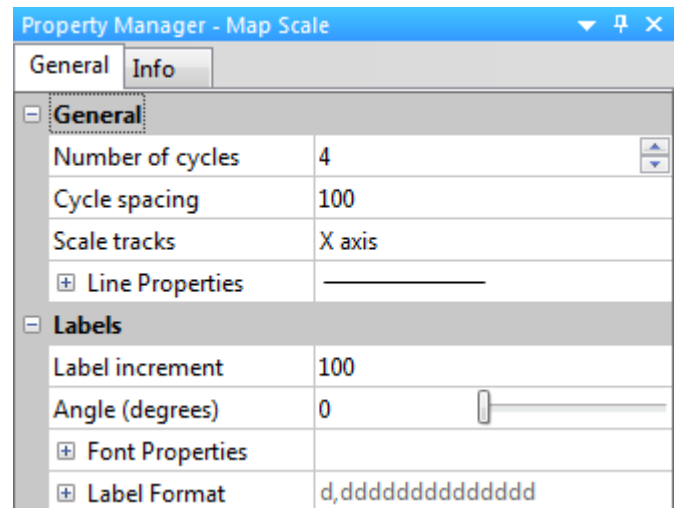 Property Manager - Map Scale
General Info
General
Number of cycles 4
Cycle spacing 100
Scale tracks X axis
Line Properties
Labels
Label increment 100
Angle (degrees) 0
Font Properties
Label Format d,dddddddddddddd